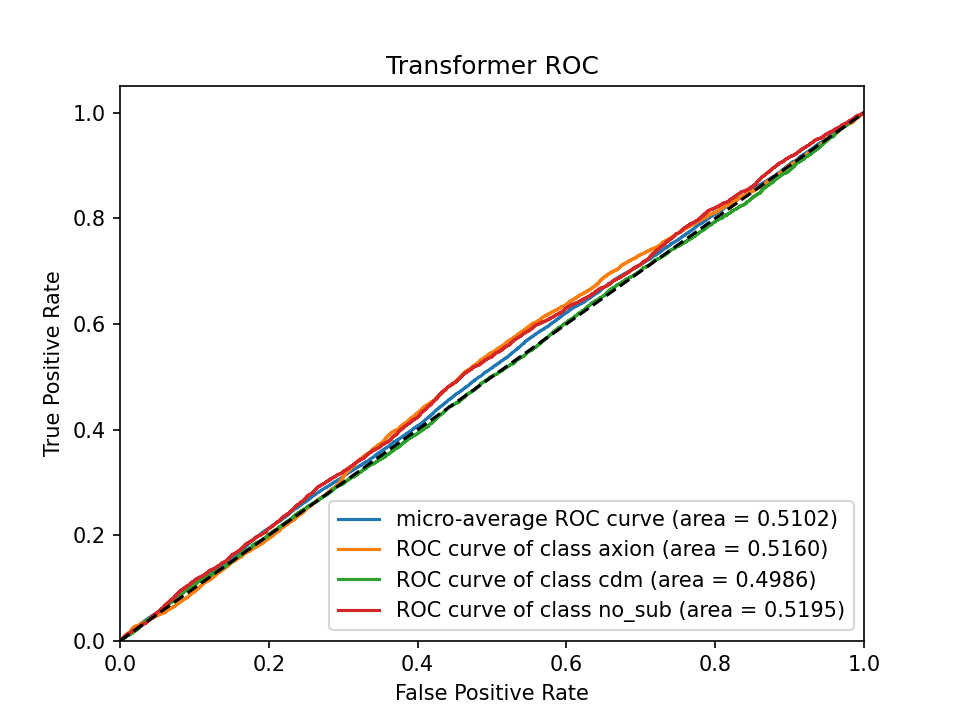 Transformer ROC
True Positive Rate
1.0
0.8
0.6
0.4
0.2
0.0
micro-average ROC curve (area = 0.5102)
ROC curve of class axion (area = 0.5160)
ROC curve of class cdm (area = 0.4986)
ROC curve of class no_sub (area = 0.5195)
0.0 0.2 0.4 0.6 0.8 1.0
False Positive Rate